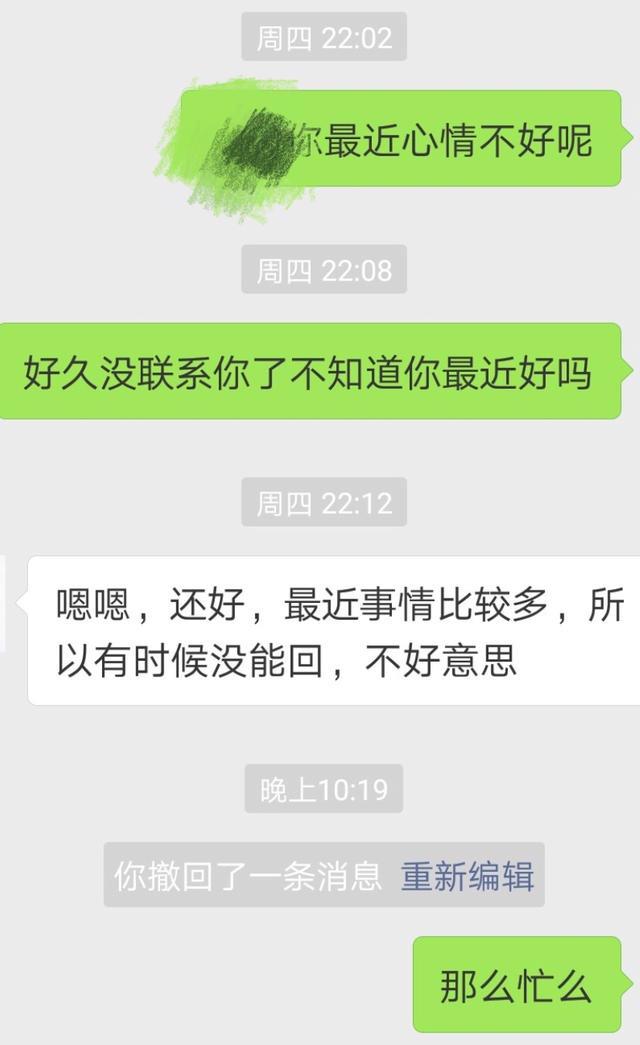 周四 22:02
你最近心情不好呢
周四 22:08
好久没联系你了不知道你最近好吗
周四 22:12
嗯嗯，还好，最近事情比较多，所
以有时候没能回，不好意思
晚上10:19
你撤回了一条消息 重新编辑
那么忙么